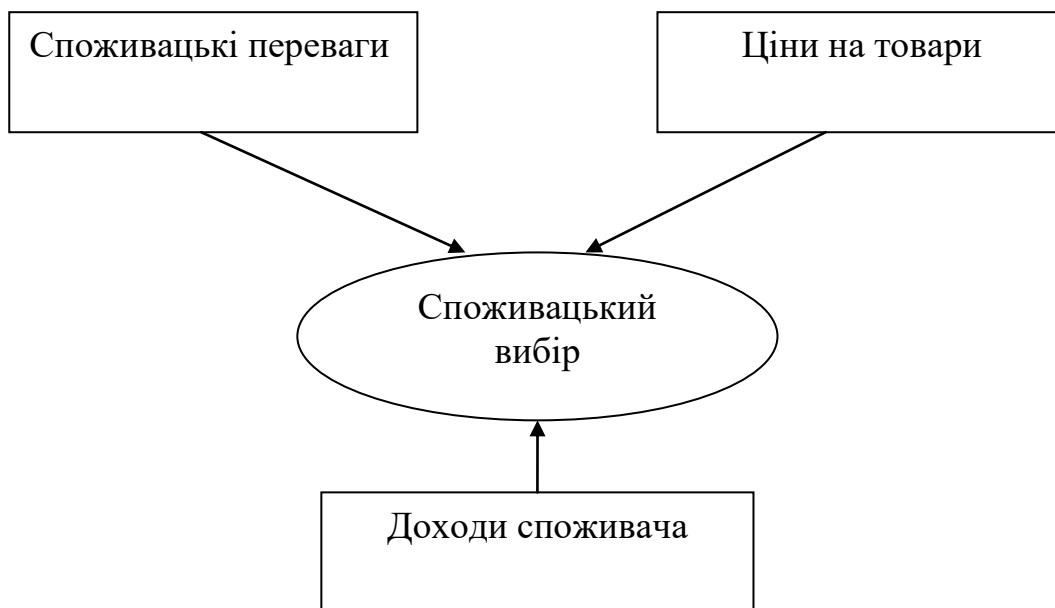 Споживацькі переваги
Ціни на товари
Споживацький
вибір
Доходи споживача